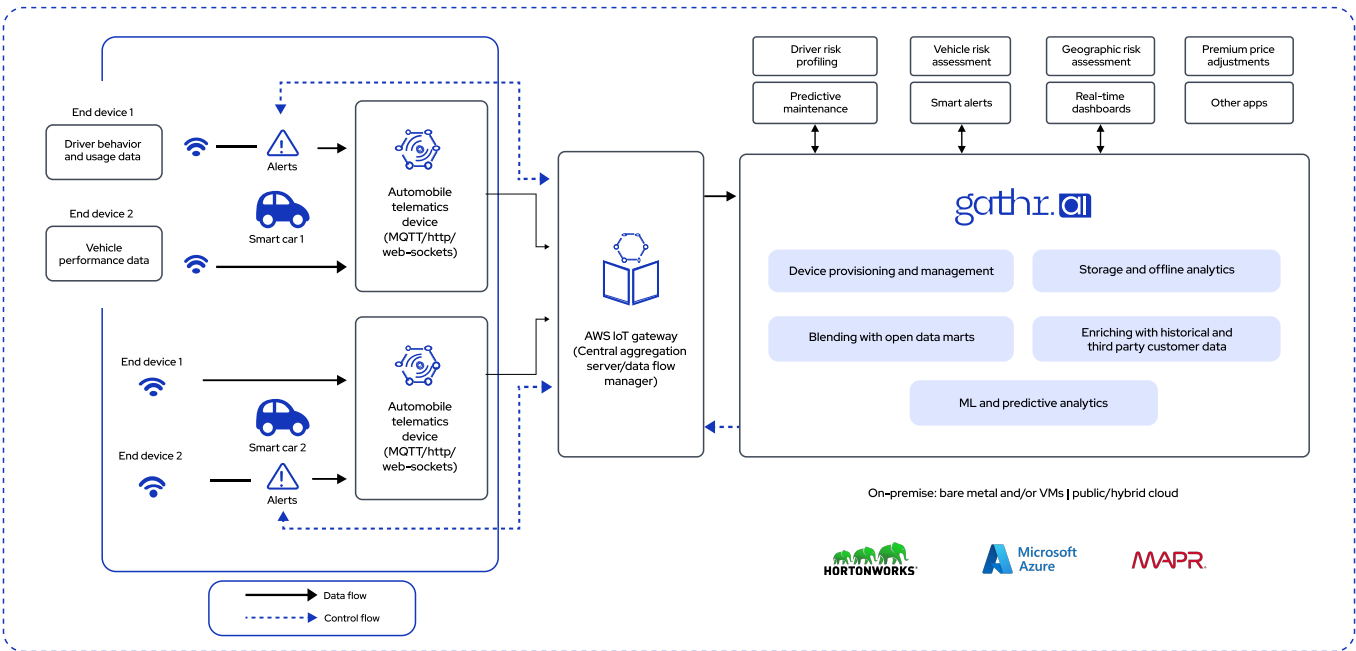 End device 1
Driver behavior
and usage data
Alerts
End device 2
Vehicle
performance data
Smart car 1
Automobile
telematics
device
(MQTT/http/
web-sockets)
End device 1
Smart car 2
End device 2
Alerts
Automobile
telematics
device
(MQTT/http/
web-sockets)
Data flow
Control flow
AWS IoT gateway
(Central aggregation
server/data flow
manager)
Driver risk
profiling
Vehicle risk
assessment
Geographic risk
assessment
Premium price
adjustments
Predictive
maintenance
Smart alerts
Real-time
dashboards
Other apps
gathr.ai
Device provisioning and management
Storage and offline analytics
Blending with open data marts
Enriching with historical and
third party customer data
ML and predictive analytics
On-premise: bare metal and/or VMs | public/hybrid cloud
HORTONWORKS
Microsoft
Azure
MAPR